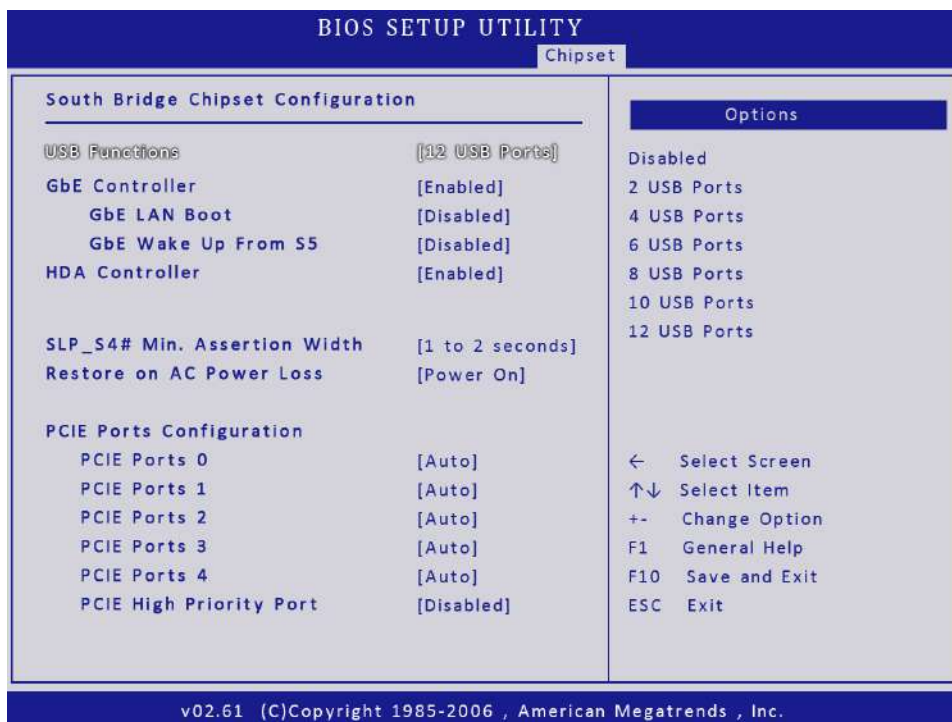 BIOS SETUP UTILITY
Chipset
South Bridge Chipset Configuration
USB Functions [12 USB Ports]
GbE Controller [Enabled]
GbE LAN Boot [Disabled]
GbE Wake Up From S5 [Disabled]
HDA Controller [Enabled]
SLP_S4# Min. Assertion Width [1 to 2 seconds]
Restore on AC Power Loss [Power On]
PCIE Ports Configuration
PCIE Ports 0 [Auto]
PCIE Ports 1 [Auto]
PCIE Ports 2 [Auto]
PCIE Ports 3 [Auto]
PCIE Ports 4 [Auto]
PCIE High Priority Port [Disabled]
Options
Disabled
2 USB Ports
4 USB Ports
6 USB Ports
8 USB Ports
10 USB Ports
12 USB Ports
← Select Screen
↑↓ Select Item
+- Change Option
F1 General Help
F10 Save and Exit
ESC Exit
v02.61 (C)Copyright 1985-2006 , American Megatrends , Inc.